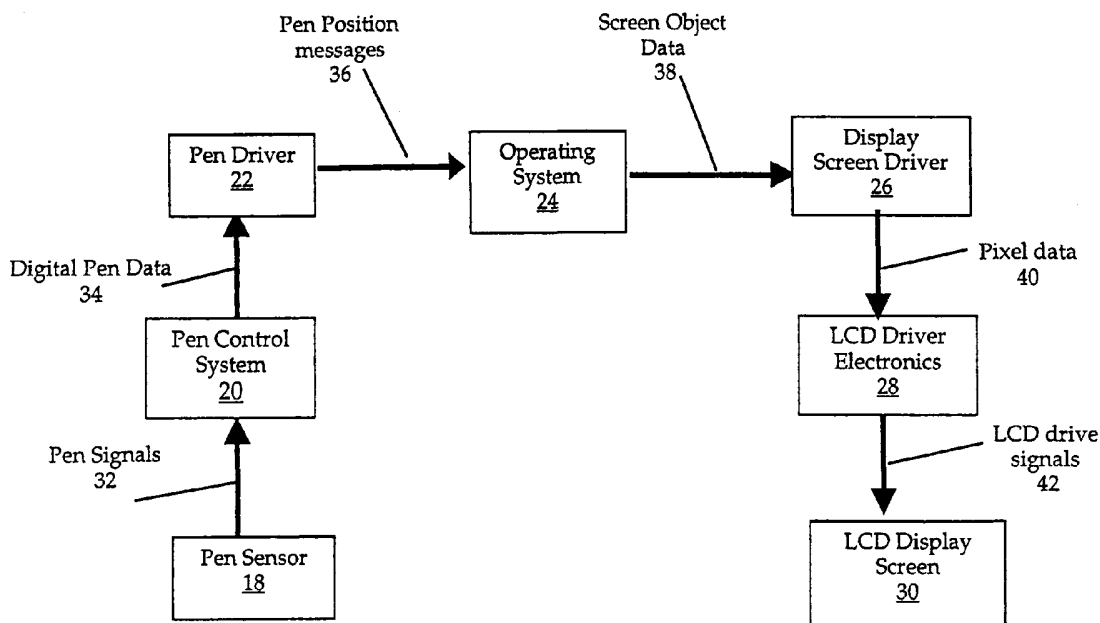 Pen Position
messages
36
Screen Object
Data
38
Pen Driver
22
Operating
System
24
Display
Screen Driver
26
Digital Pen Data
34
Pixel data
40
Pen Control
System
20
LCD Driver
Electronics
28
Pen Signals
32
LCD drive
signals
42
Pen Sensor
18
LCD Display
Screen
30